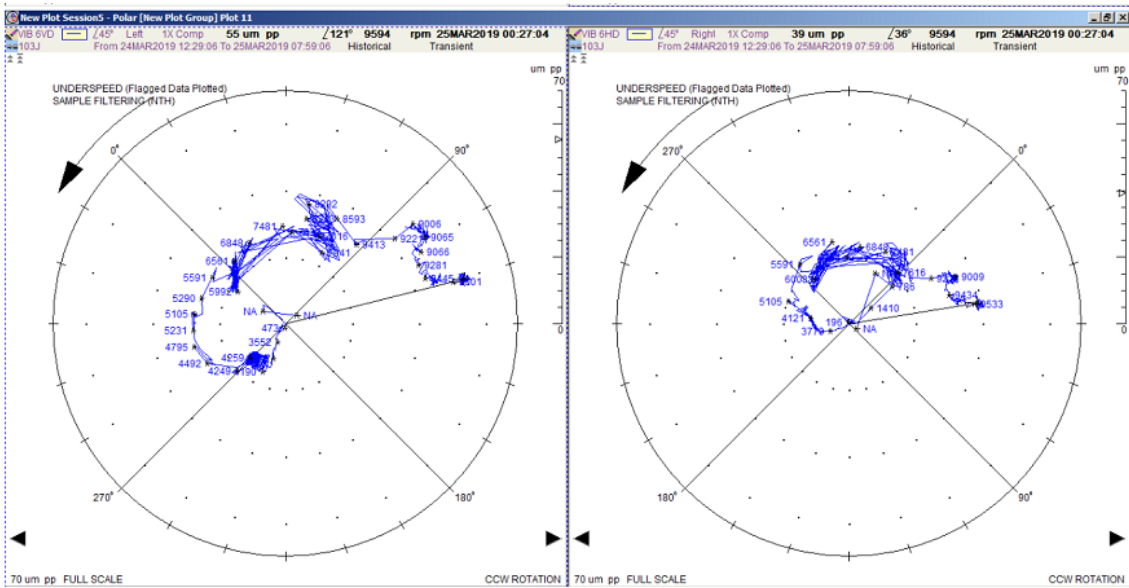 New Plot Session5 - Polar [New Plot Group] Plot 11
VIB 6VD ∠45° Left 1X Comp 55 um pp ∠121° 9594 rpm 25MAR2019 00:27:04
103J From 24MAR2019 12:29:06 To 25MAR2019 07:59:06 Historical Transient
um pp
70
UNDERSPEED (Flagged Data Plotted)
SAMPLE FILTERING (NTH)
0°
90°
7481
8593
9006
6848
9065
9413
9066
6561
9281
5591
5992
5290
5105
NA
NA
473
0
5231
3552
4795
4259
4492
4249
270°
180°
70 um pp FULL SCALE
CCW ROTATION
VIB 6HD ∠45° Right 1X Comp 39 um pp ∠36° 9594 rpm 25MAR2019 00:27:04
103J From 24MAR2019 12:29:06 To 25MAR2019 07:59:06 Historical Transient
um pp
70
UNDERSPEED (Flagged Data Plotted)
SAMPLE FILTERING (NTH)
270°
0°
6561
6848
5591
9009
5105
9434
1410
4121
196
NA
0
180°
90°
70 um pp FULL SCALE
CCW ROTATION